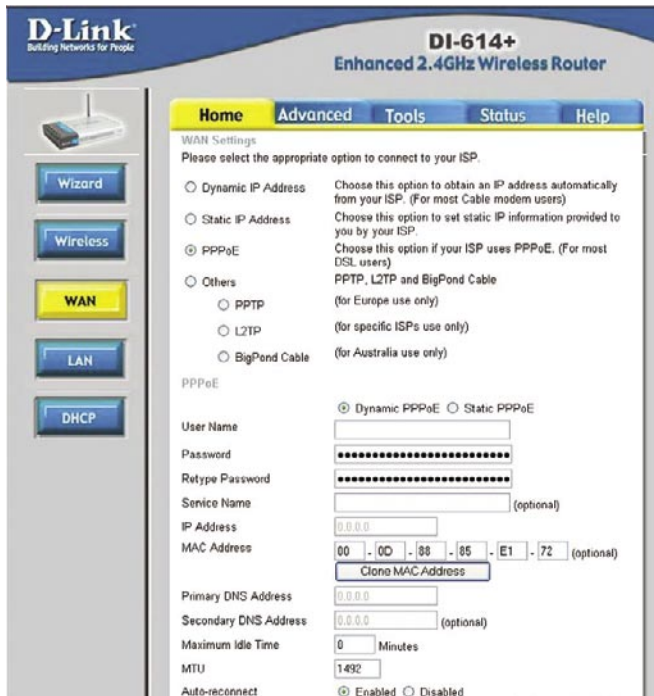 D-Link
Building Networks for People
DI-614+
Enhanced 2.4GHz Wireless Router
Home Advanced Tools Status Help
Wizard
Wireless
WAN
LAN
DHCP
WAN Settings
Please select the appropriate option to connect to your ISP.
Dynamic IP Address Choose this option to obtain an IP address automatically
from your ISP. (For most Cable modem users)
Static IP Address Choose this option to set static IP information provided to
you by your ISP.
PPPoE Choose this option if your ISP uses PPPoE. (For most
DSL users)
Others PPTP, L2TP and BigPond Cable
PPTP (for Europe use only)
L2TP (for specific ISPs use only)
BigPond Cable (for Australia use only)
PPPoE
Dynamic PPPoE Static PPPoE
User Name
Password ●●●●●●●●●●●●●●●●●●●●●●●●●●
Retype Password ●●●●●●●●●●●●●●●●●●●●●●●●●●
Service Name (optional)
IP Address 0.0.0.0
MAC Address 00 - 0D - 88 - 85 - E1 - 72 (optional)
Clone MAC Address
Primary DNS Address 0.0.0.0
Secondary DNS Address 0.0.0.0 (optional)
Maximum Idle Time 0 Minutes
MTU 1492
Auto-reconnect Enabled Disabled